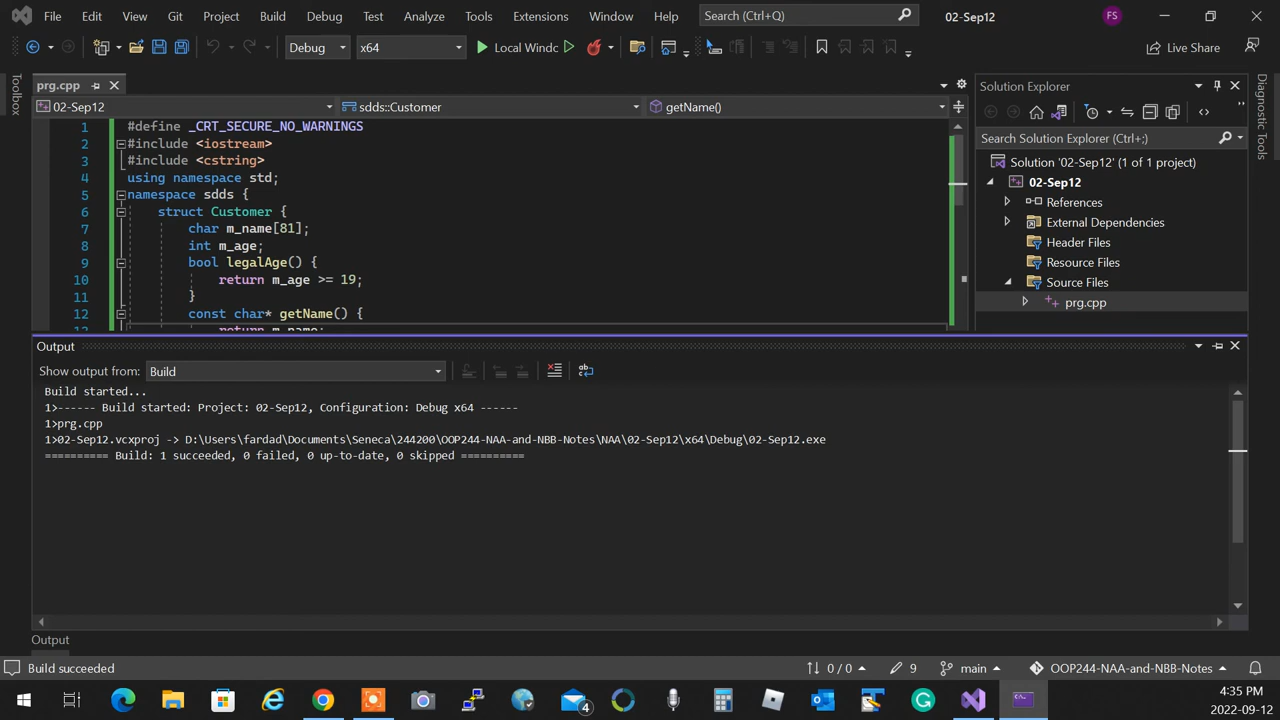 File Edit View Git Project Build Debug Test Analyze Tools Extensions Window Help Search (Ctrl+Q) 02-Sep12 FS
Debug x64 Local Windc Live Share
Toolbox
prg.cpp
02-Sep12 sdds::Customer getName()
1 #define _CRT_SECURE_NO_WARNINGS
2 #include <iostream>
3 #include <cstring>
4 using namespace std;
5 namespace sdds {
6 struct Customer {
7 char m_name[81];
8 int m_age;
9 bool legalAge() {
10 return m_age >= 19;
11 }
12 const char* getName() {
13 return m_name;
Solution Explorer
Search Solution Explorer (Ctrl+;)
Solution '02-Sep12' (1 of 1 project)
02-Sep12
References
External Dependencies
Header Files
Resource Files
Source Files
prg.cpp
Diagnostic Tools
Output
Show output from: Build
Build started...
1>------ Build started: Project: 02-Sep12, Configuration: Debug x64 ------
1>prg.cpp
1>02-Sep12.vcxproj -> D:\Users\fardad\Documents\Seneca\244200\OOP244-NAA-and-NBB-Notes\NAA\02-Sep12\x64\Debug\02-Sep12.exe
========== Build: 1 succeeded, 0 failed, 0 up-to-date, 0 skipped ==========
Output
Build succeeded 0 / 0 9 main OOP244-NAA-and-NBB-Notes
4
4:35 PM
2022-09-12